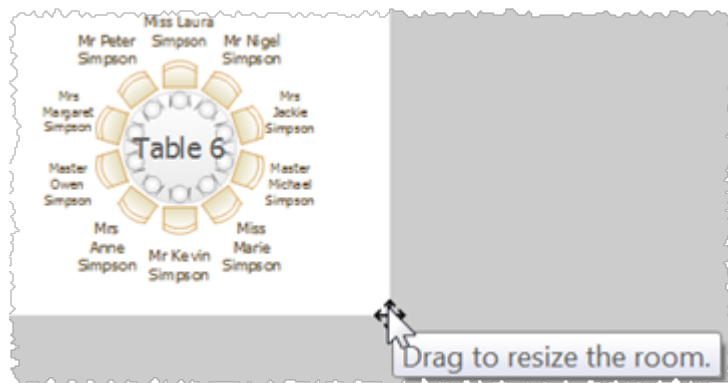 Miss Laura
Simpson
Mr Peter
Simpson
Mr Nigel
Simpson
Mrs
Margaret
Simpson
Mrs
Jackie
Simpson
Table 6
Master
Owen
Simpson
Master
Michael
Simpson
Mrs
Anne
Simpson
Mr Kevin
Simpson
Miss
Marie
Simpson
Drag to resize the room.